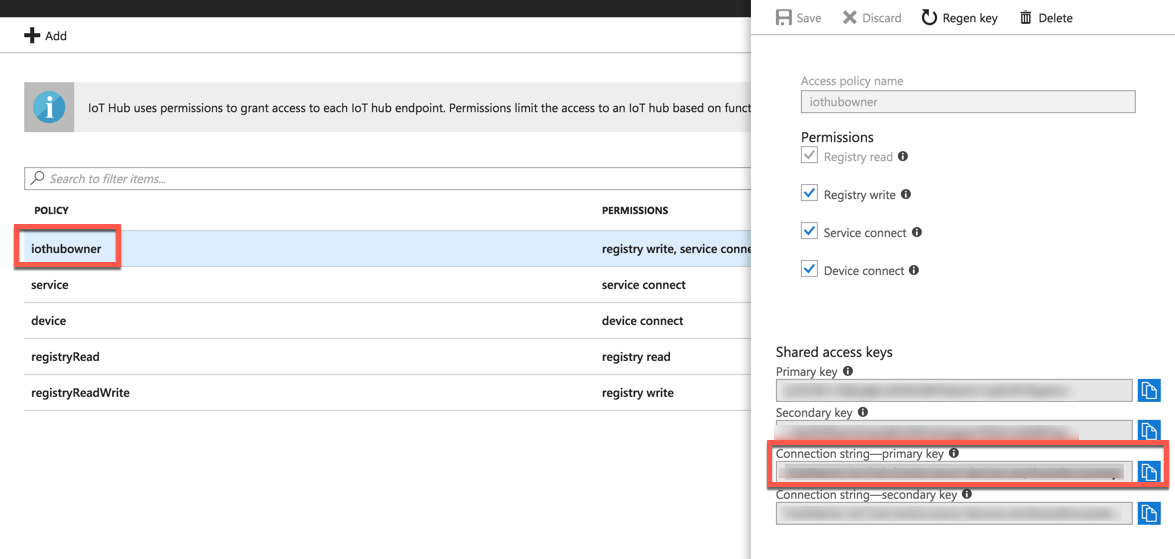 Add
IoT Hub uses permissions to grant access to each IoT hub endpoint. Permissions limit the access to an IoT hub based on funct
Search to filter items...
POLICY PERMISSIONS
iothubowner registry write, service conne
service service connect
device device connect
registryRead registry read
registryReadWrite registry write
Save Discard Regen key Delete
Access policy name
iothubowner
Permissions
Registry read
Registry write
Service connect
Device connect
Shared access keys
Primary key
Secondary key
Connection string—primary key
Connection string—secondary key